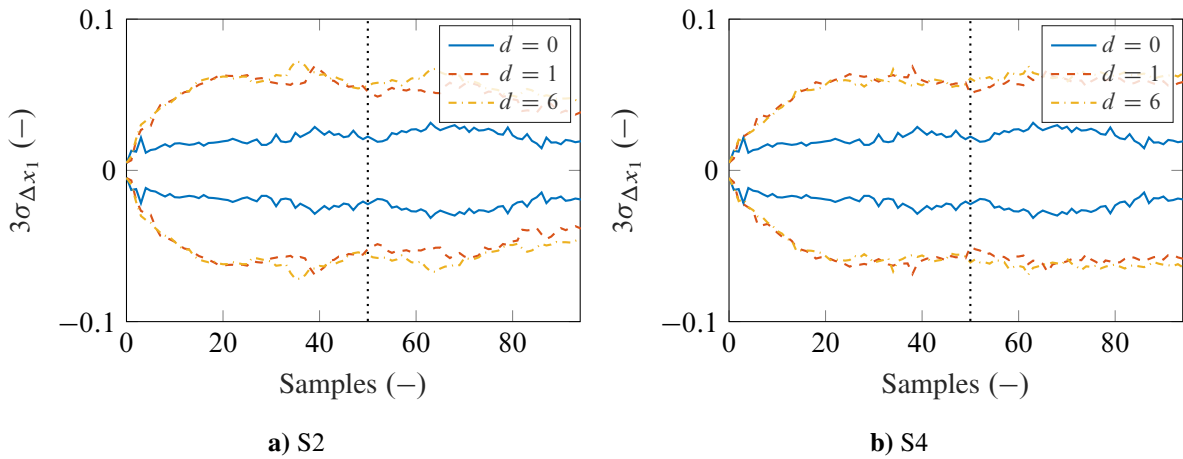 0.1
0
−0.1
3σΔx₁ (−)
0
20
40
60
80
Samples (−)
d = 0
d = 1
d = 6
a) S2
0.1
0
−0.1
3σΔx₁ (−)
0
20
40
60
80
Samples (−)
d = 0
d = 1
d = 6
b) S4